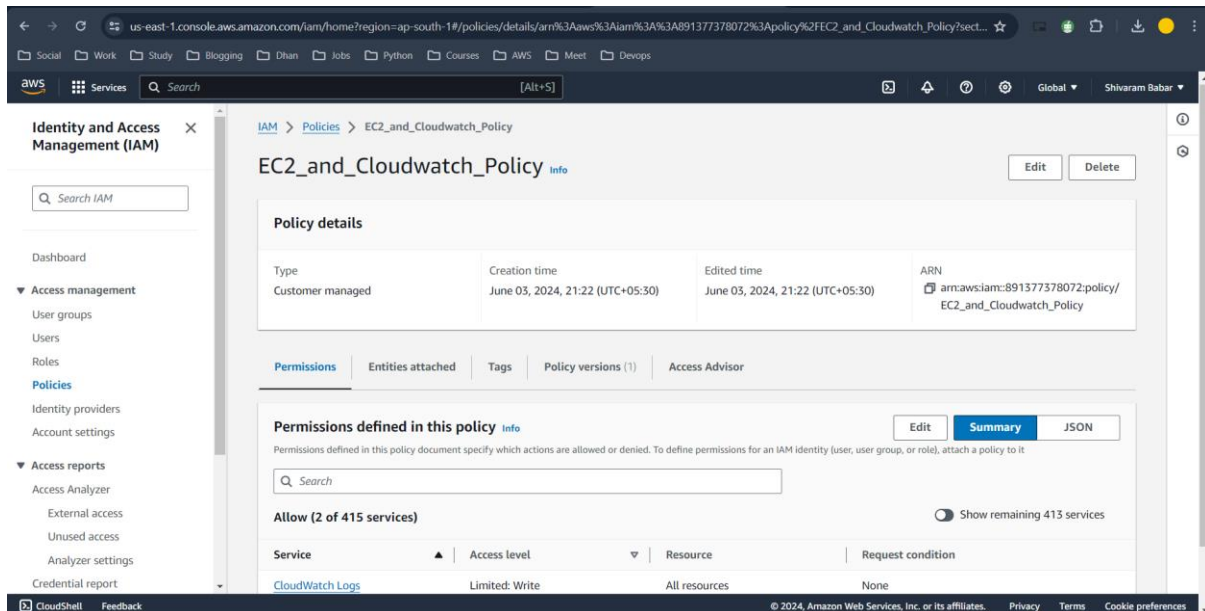 us-east-1.console.aws.amazon.com/iam/home?region=ap-south-1#/policies/details/arn%3Aaws%3Aiam%3A%3A891377378072%3Apolicy%2FEC2_and_Cloudwatch_Policy?sect...
Social Work Study Blogging Dhan Jobs Python Courses AWS Meet Devops
aws Services Search [Alt+S] Global Shivaram Babar
Identity and Access Management (IAM)
Search IAM
Dashboard
Access management
User groups
Users
Roles
Policies
Identity providers
Account settings
Access reports
Access Analyzer
External access
Unused access
Analyzer settings
Credential report
IAM > Policies > EC2_and_Cloudwatch_Policy
EC2_and_Cloudwatch_Policy Info
Edit Delete
Policy details
Type
Customer managed
Creation time
June 03, 2024, 21:22 (UTC+05:30)
Edited time
June 03, 2024, 21:22 (UTC+05:30)
ARN
arn:aws:iam::891377378072:policy/
EC2_and_Cloudwatch_Policy
Permissions Entities attached Tags Policy versions (1) Access Advisor
Permissions defined in this policy Info
Edit Summary JSON
Permissions defined in this policy document specify which actions are allowed or denied. To define permissions for an IAM identity (user, user group, or role), attach a policy to it
Search
Allow (2 of 415 services)
Show remaining 413 services
Service Access level Resource Request condition
CloudWatch Logs Limited: Write All resources None
CloudShell Feedback © 2024, Amazon Web Services, Inc. or its affiliates. Privacy Terms Cookie preferences